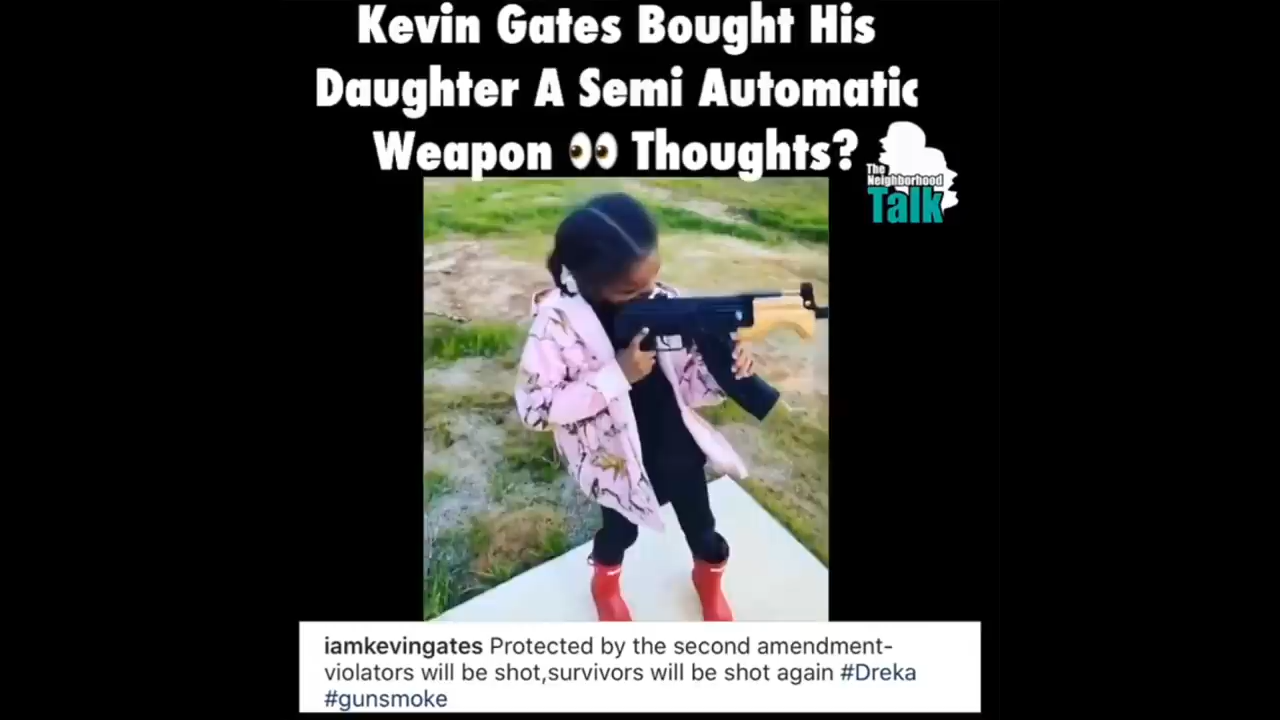 Kevin Gates Bought His
Daughter A Semi Automatic
Weapon 👀 Thoughts?
The
Neighborhood
Talk
iamkevingates Protected by the second amendment-
violators will be shot,survivors will be shot again #Dreka
#gunsmoke